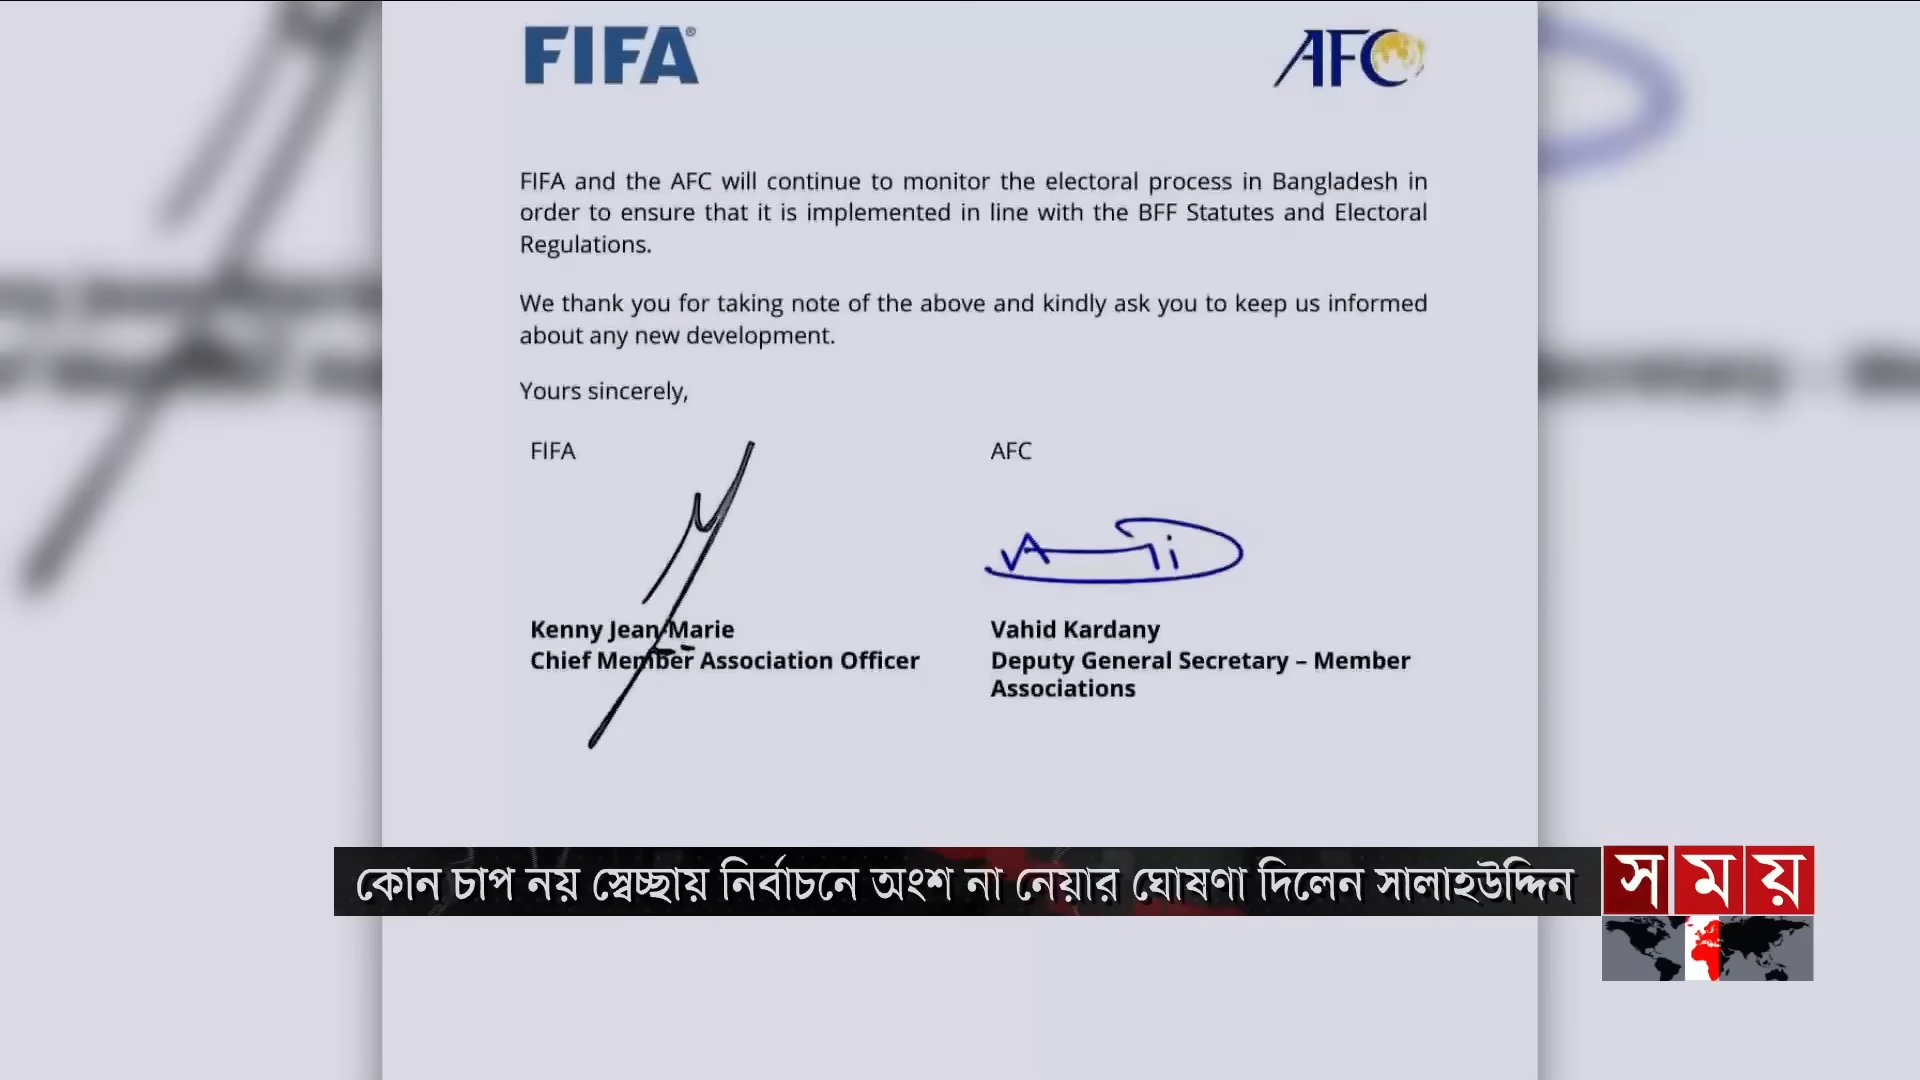 FIFA®
AFC
FIFA and the AFC will continue to monitor the electoral process in Bangladesh in
order to ensure that it is implemented in line with the BFF Statutes and Electoral
Regulations.
We thank you for taking note of the above and kindly ask you to keep us informed
about any new development.
Yours sincerely,
FIFA
AFC
Kenny Jean-Marie
Chief Member Association Officer
Vahid Kardany
Deputy General Secretary – Member
Associations
কোন চাপ নয় স্বেচ্ছায় নির্বাচনে অংশ না নেয়ার ঘোষণা দিলেন সালাহউদ্দিন
সময়